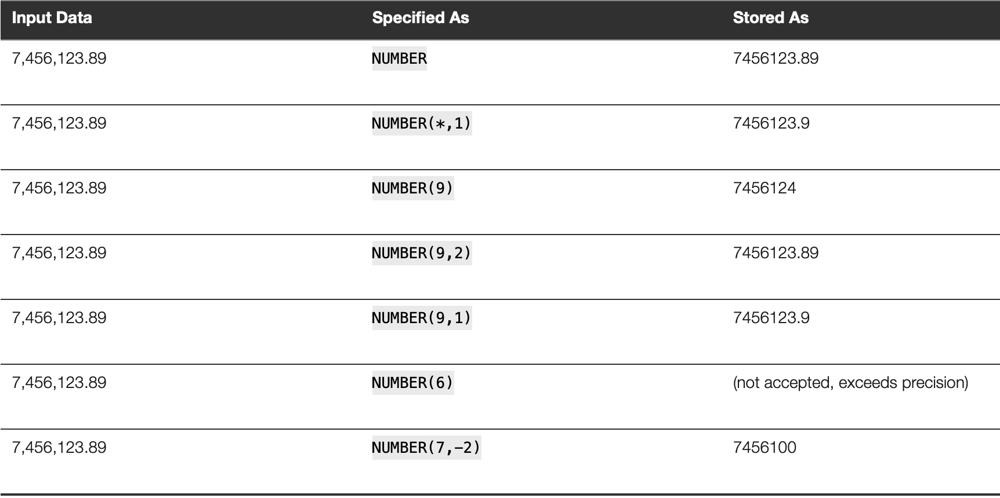 Input Data Specified As Stored As
7,456,123.89 NUMBER 7456123.89
7,456,123.89 NUMBER(*,1) 7456123.9
7,456,123.89 NUMBER(9) 7456124
7,456,123.89 NUMBER(9,2) 7456123.89
7,456,123.89 NUMBER(9,1) 7456123.9
7,456,123.89 NUMBER(6) (not accepted, exceeds precision)
7,456,123.89 NUMBER(7,-2) 7456100